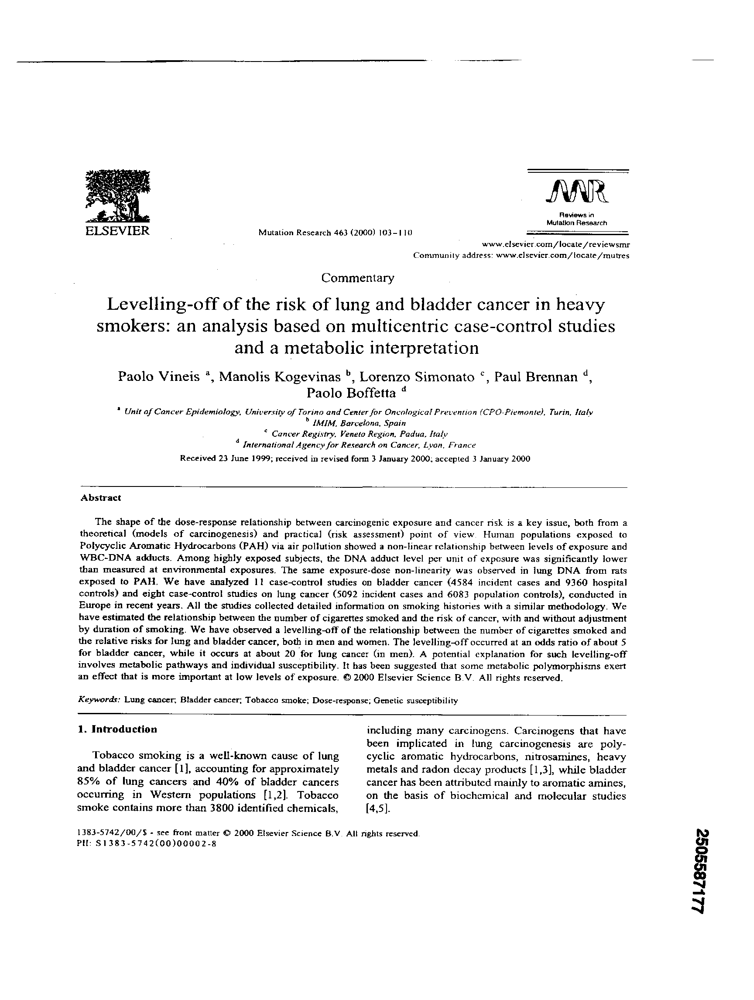 ELSEVIER
Mutation Research 463 (2000) 103–110
MR
Reviews in
Mutation Research
www.elsevier.com/locate/reviewsmr
Community address: www.elsevier.com/locate/mutres
Commentary
Levelling-off of the risk of lung and bladder cancer in heavy
smokers: an analysis based on multicentric case-control studies
and a metabolic interpretation
Paolo Vineis a, Manolis Kogevinas b, Lorenzo Simonato c, Paul Brennan d,
Paolo Boffetta d
a Unit of Cancer Epidemiology, University of Torino and Center for Oncological Prevention (CPO-Piemonte), Turin, Italy
b IMIM, Barcelona, Spain
c Cancer Registry, Veneto Region, Padua, Italy
d International Agency for Research on Cancer, Lyon, France
Received 23 June 1999; received in revised form 3 January 2000; accepted 3 January 2000
Abstract
The shape of the dose-response relationship between carcinogenic exposure and cancer risk is a key issue, both from a
theoretical (models of carcinogenesis) and practical (risk assessment) point of view. Human populations exposed to
Polycyclic Aromatic Hydrocarbons (PAH) via air pollution showed a non-linear relationship between levels of exposure and
WBC-DNA adducts. Among highly exposed subjects, the DNA adduct level per unit of exposure was significantly lower
than measured at environmental exposures. The same exposure-dose non-linearity was observed in lung DNA from rats
exposed to PAH. We have analyzed 11 case-control studies on bladder cancer (4584 incident cases and 9360 hospital
controls) and eight case-control studies on lung cancer (5092 incident cases and 6083 population controls), conducted in
Europe in recent years. All the studies collected detailed information on smoking histories with a similar methodology. We
have estimated the relationship between the number of cigarettes smoked and the risk of cancer, with and without adjustment
by duration of smoking. We have observed a levelling-off of the relationship between the number of cigarettes smoked and
the relative risks for lung and bladder cancer, both in men and women. The levelling-off occurred at an odds ratio of about 5
for bladder cancer, while it occurs at about 20 for lung cancer (in men). A potential explanation for such levelling-off
involves metabolic pathways and individual susceptibility. It has been suggested that some metabolic polymorphisms exert
an effect that is more important at low levels of exposure. © 2000 Elsevier Science B.V. All rights reserved.
Keywords: Lung cancer; Bladder cancer; Tobacco smoke; Dose-response; Genetic susceptibility
1. Introduction
Tobacco smoking is a well-known cause of lung
and bladder cancer [1], accounting for approximately
85% of lung cancers and 40% of bladder cancers
occurring in Western populations [1,2]. Tobacco
smoke contains more than 3800 identified chemicals,
including many carcinogens. Carcinogens that have
been implicated in lung carcinogenesis are poly-
cyclic aromatic hydrocarbons, nitrosamines, heavy
metals and radon decay products [1,3], while bladder
cancer has been attributed mainly to aromatic amines,
on the basis of biochemical and molecular studies
[4,5].
1383-5742/00/$ - see front matter © 2000 Elsevier Science B.V. All rights reserved.
PII: S1383-5742(00)00002-8
2505587177